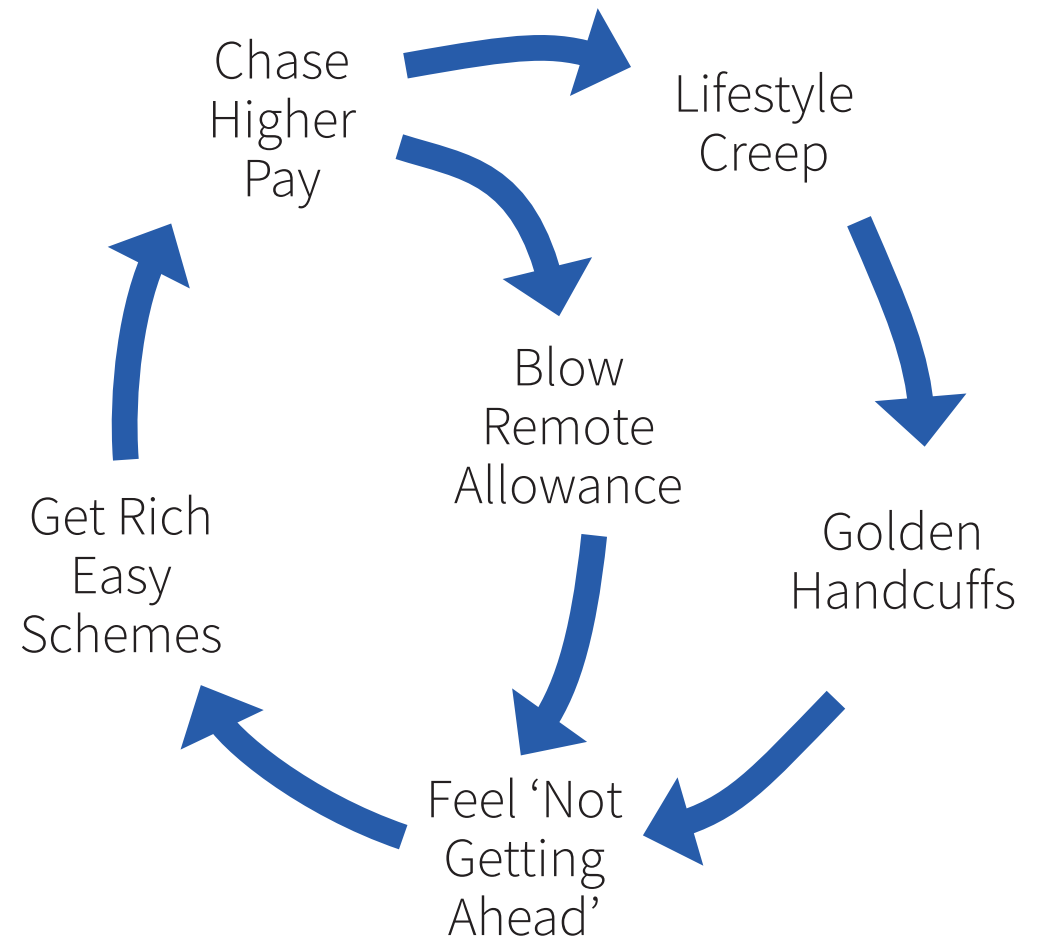 Chase
Higher
Pay
Lifestyle
Creep
Blow
Remote
Allowance
Golden
Handcuffs
Get Rich
Easy
Schemes
Feel ‘Not
Getting
Ahead’